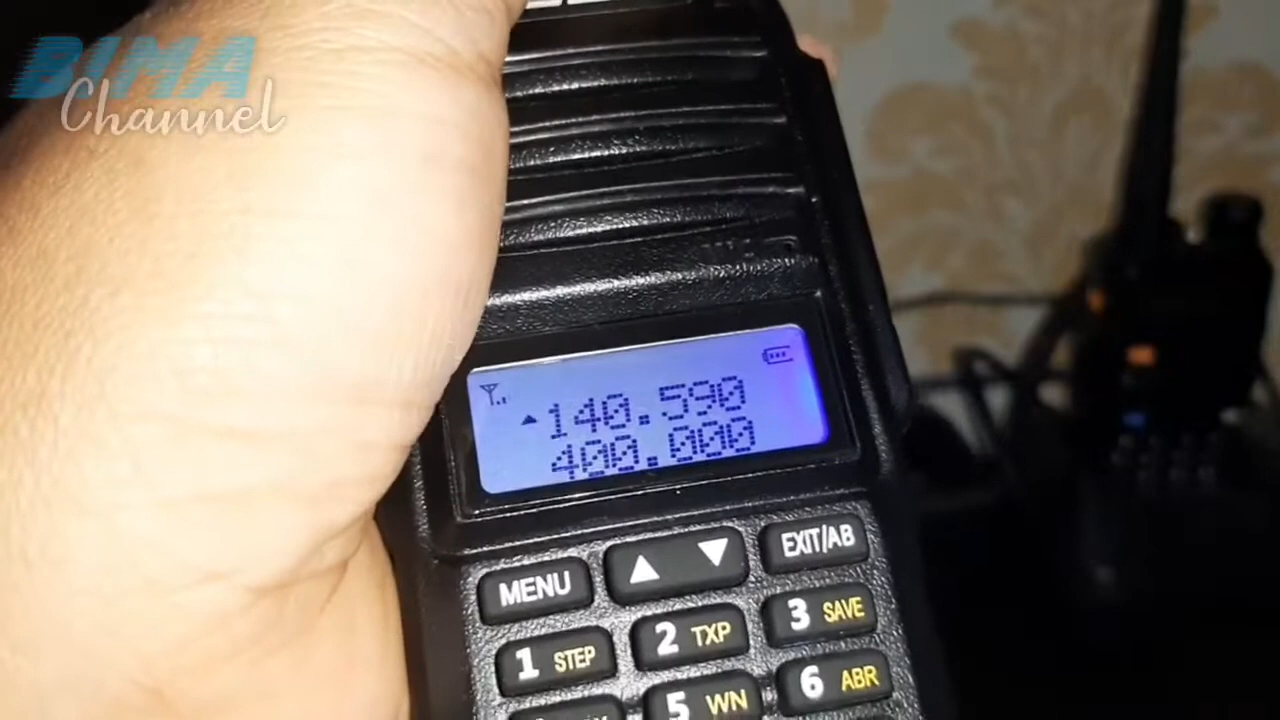 BIMA
Channel
140.590
400.000
MENU
EXIT/AB
1 STEP
2 TXP
3 SAVE
5 WN
6 ABR